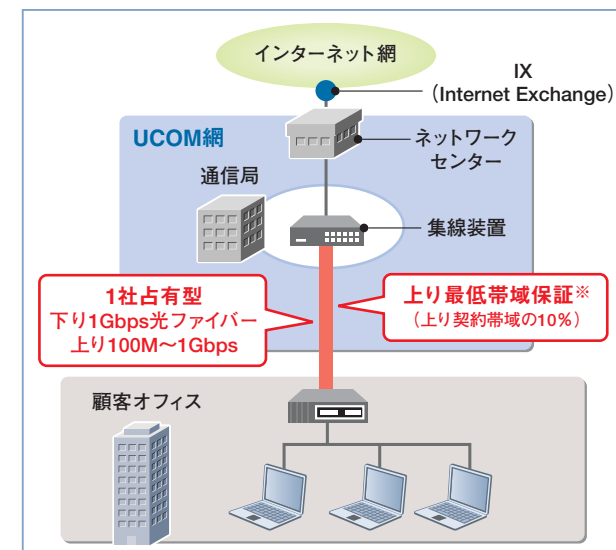 インターネット網
IX
（Internet Exchange）
UCOM網
ネットワーク
センター
通信局
集線装置
1社占有型
下り1Gbps光ファイバー
上り100M〜1Gbps
上り最低帯域保証※
（上り契約帯域の10％）
顧客オフィス